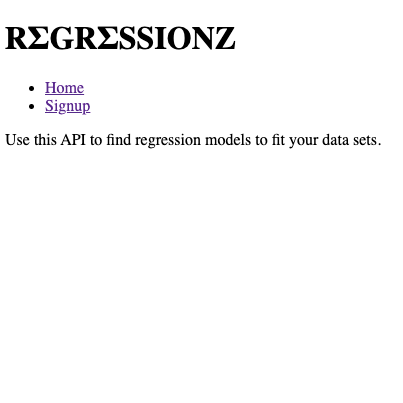 RΣGRΣSSIONZ
Home
Signup
Use this API to find regression models to fit your data sets.